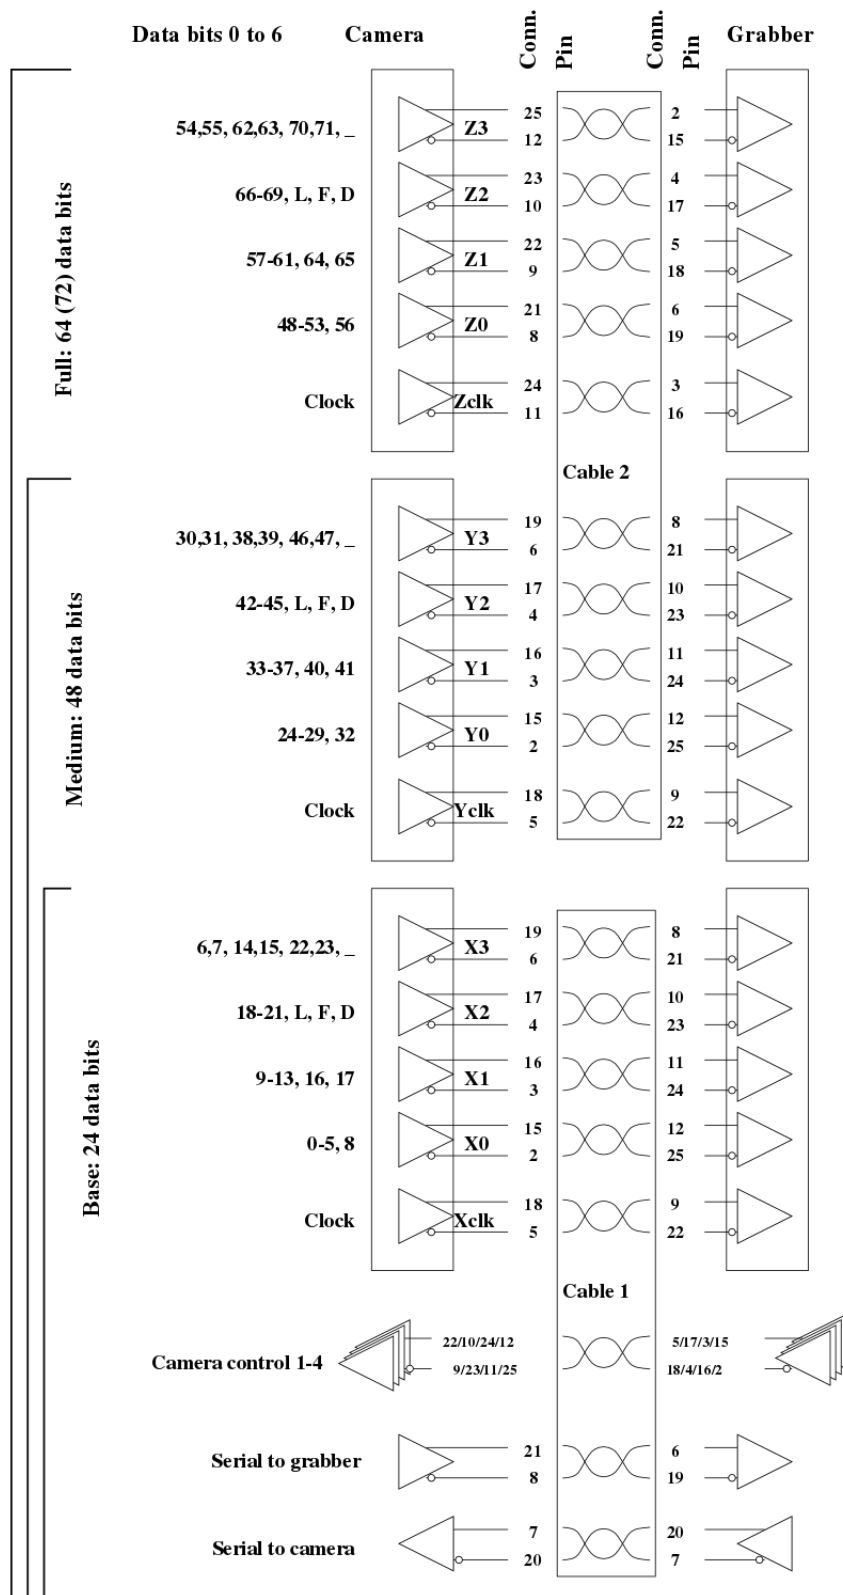 Data bits 0 to 6 Camera Conn. Pin Conn. Pin Grabber
Full: 64 (72) data bits
54,55, 62,63, 70,71, _ Z3 25 2
12 15
66-69, L, F, D Z2 23 4
10 17
57-61, 64, 65 Z1 22 5
9 18
48-53, 56 Z0 21 6
8 19
Clock Zclk 24 3
11 16
Cable 2
Medium: 48 data bits
30,31, 38,39, 46,47, _ Y3 19 8
6 21
42-45, L, F, D Y2 17 10
4 23
33-37, 40, 41 Y1 16 11
3 24
24-29, 32 Y0 15 12
2 25
Clock Yclk 18 9
5 22
Base: 24 data bits
6,7, 14,15, 22,23, _ X3 19 8
6 21
18-21, L, F, D X2 17 10
4 23
9-13, 16, 17 X1 16 11
3 24
0-5, 8 X0 15 12
2 25
Clock Xclk 18 9
5 22
Cable 1
Camera control 1-4 22/10/24/12 5/17/3/15
9/23/11/25 18/4/16/2
Serial to grabber 21 6
8 19
Serial to camera 7 20
20 7